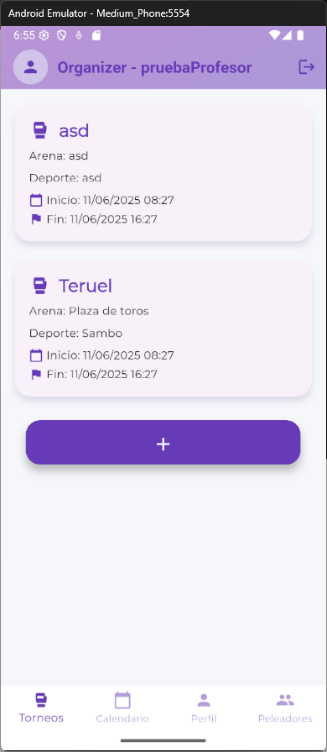 Android Emulator - Medium_Phone:5554
6:55
Organizer - pruebaProfesor
asd
Arena: asd
Deporte: asd
Inicio: 11/06/2025 08:27
Fin: 11/06/2025 16:27
Teruel
Arena: Plaza de toros
Deporte: Sambo
Inicio: 11/06/2025 08:27
Fin: 11/06/2025 16:27
+
Torneos
Calendario
Perfil
Peleadores